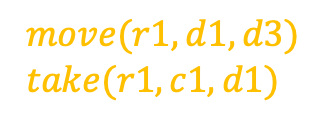 move(r1, d1, d3)
take(r1, c1, d1)